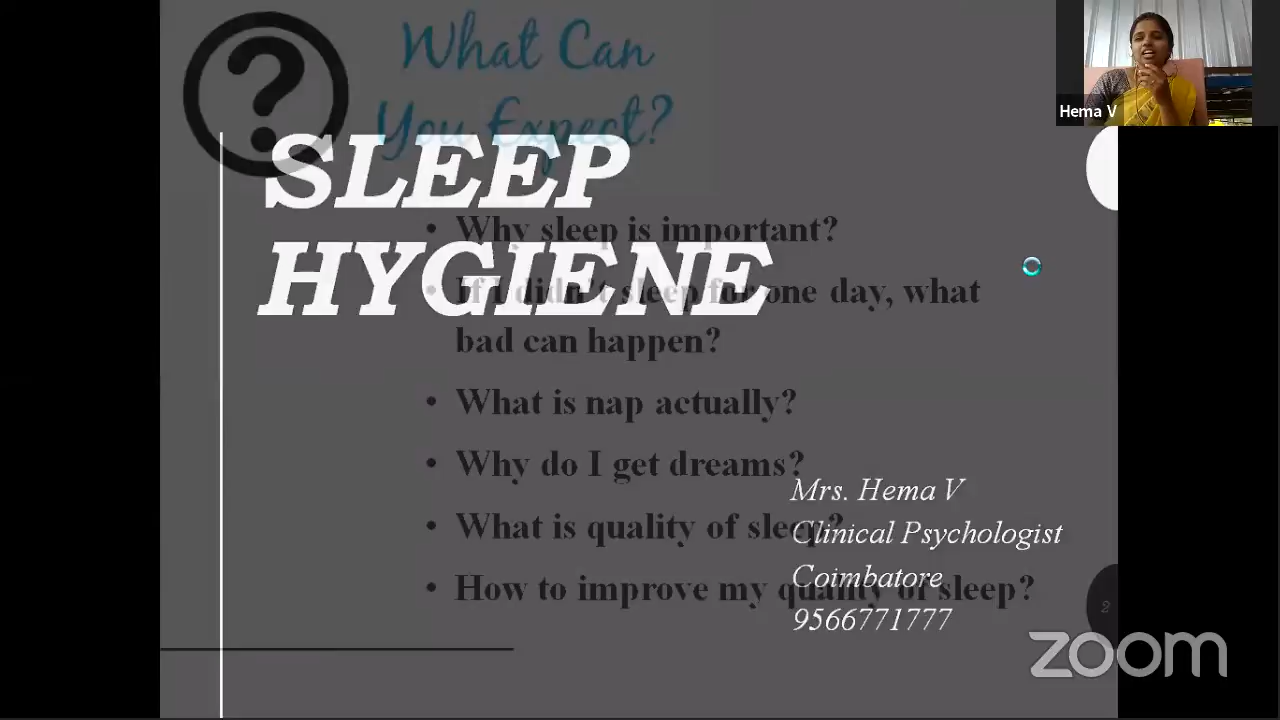 What Can
You Expect?
Hema V
SLEEP
HYGIENE
• Why sleep is important?
• If I didn't sleep for one day, what
bad can happen?
• What is nap actually?
• Why do I get dreams?
• What is quality of sleep?
• How to improve my quality of sleep?
Mrs. Hema V
Clinical Psychologist
Coimbatore
9566771777
2
zoom